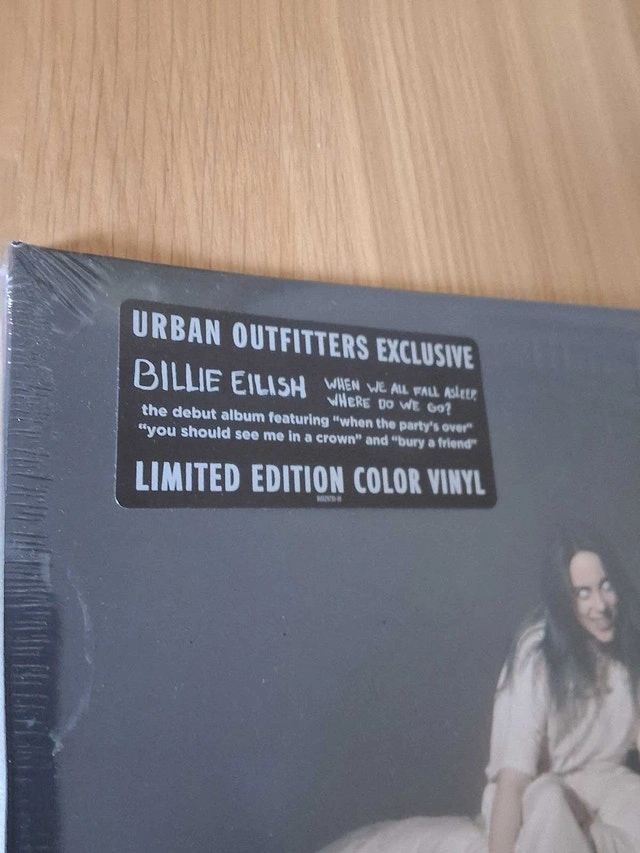 URBAN OUTFITTERS EXCLUSIVE
BILLIE EILISH WHEN WE ALL FALL ASLEEP,
WHERE DO WE GO?
the debut album featuring "when the party's over"
"you should see me in a crown" and "bury a friend"
LIMITED EDITION COLOR VINYL